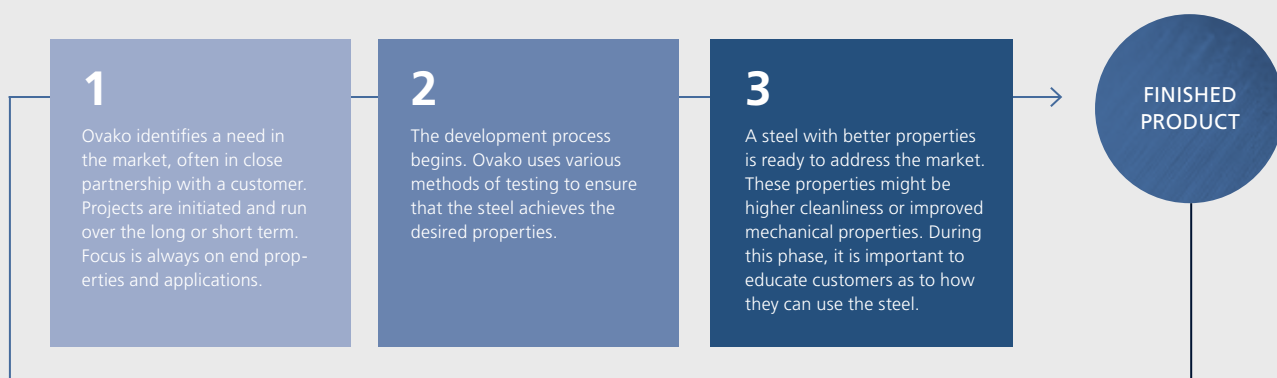 1
Ovako identifies a need in
the market, often in close
partnership with a customer.
Projects are initiated and run
over the long or short term.
Focus is always on end prop-
erties and applications.
2
The development process
begins. Ovako uses various
methods of testing to ensure
that the steel achieves the
desired properties.
3
A steel with better properties
is ready to address the market.
These properties might be
higher cleanliness or improved
mechanical properties. During
this phase, it is important to
educate customers as to how
they can use the steel.
FINISHED
PRODUCT